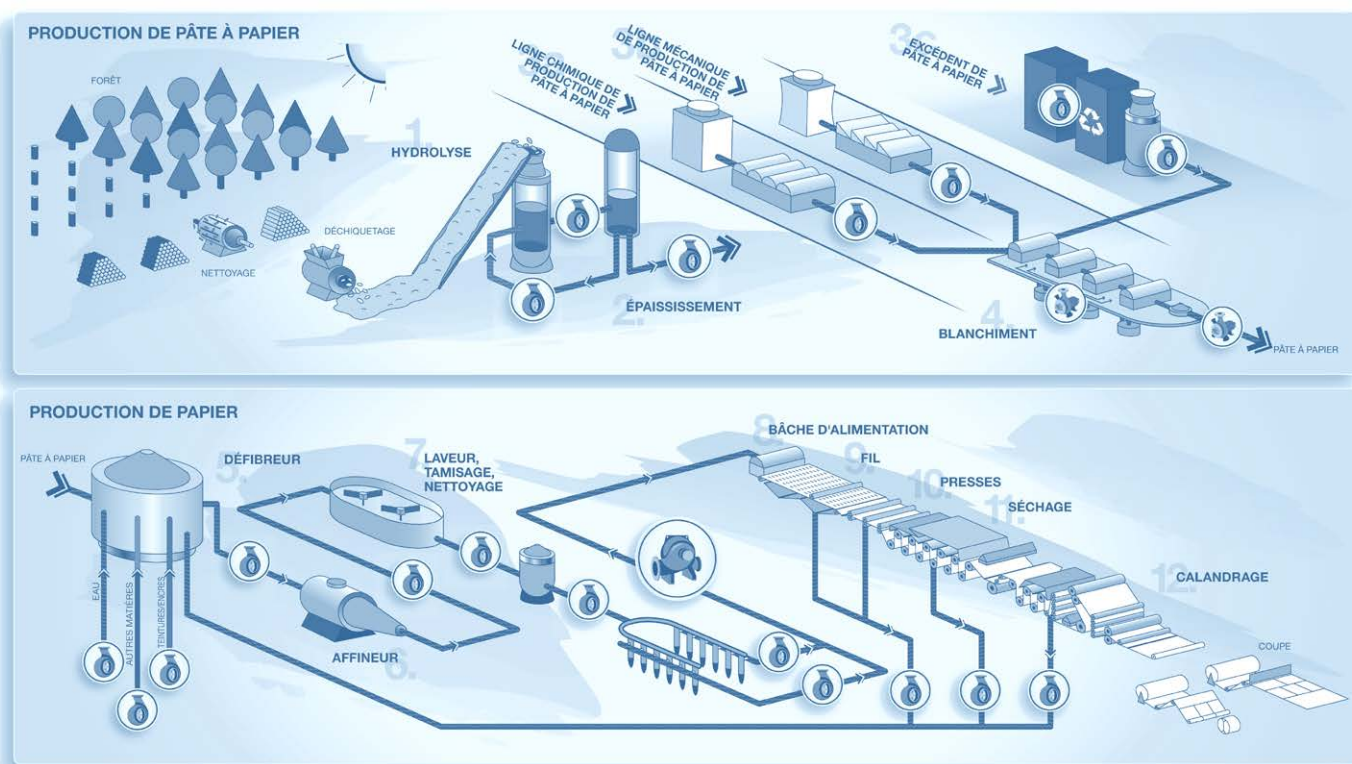 PRODUCTION DE PÂTE À PAPIER
FORÊT
NETTOYAGE
DÉCHIQUETAGE
1.
HYDROLYSE
2.
ÉPAISSISSEMENT
LIGNE CHIMIQUE DE
PRODUCTION DE
PÂTE À PAPIER
LIGNE MÉCANIQUE
DE PRODUCTION DE
PÂTE À PAPIER
3c
EXCÉDENT DE
PÂTE À PAPIER
4.
BLANCHIMENT
PÂTE À PAPIER
PRODUCTION DE PAPIER
PÂTE À PAPIER
EAU
AUTRES MATIÈRES
TEINTURES/ENCRES
5.
DÉFIBREUR
6.
AFFINEUR
7.
LAVEUR,
TAMISAGE,
NETTOYAGE
8.
BÂCHE D'ALIMENTATION
9.
FIL
10.
PRESSES
11.
SÉCHAGE
12.
CALANDRAGE
COUPE